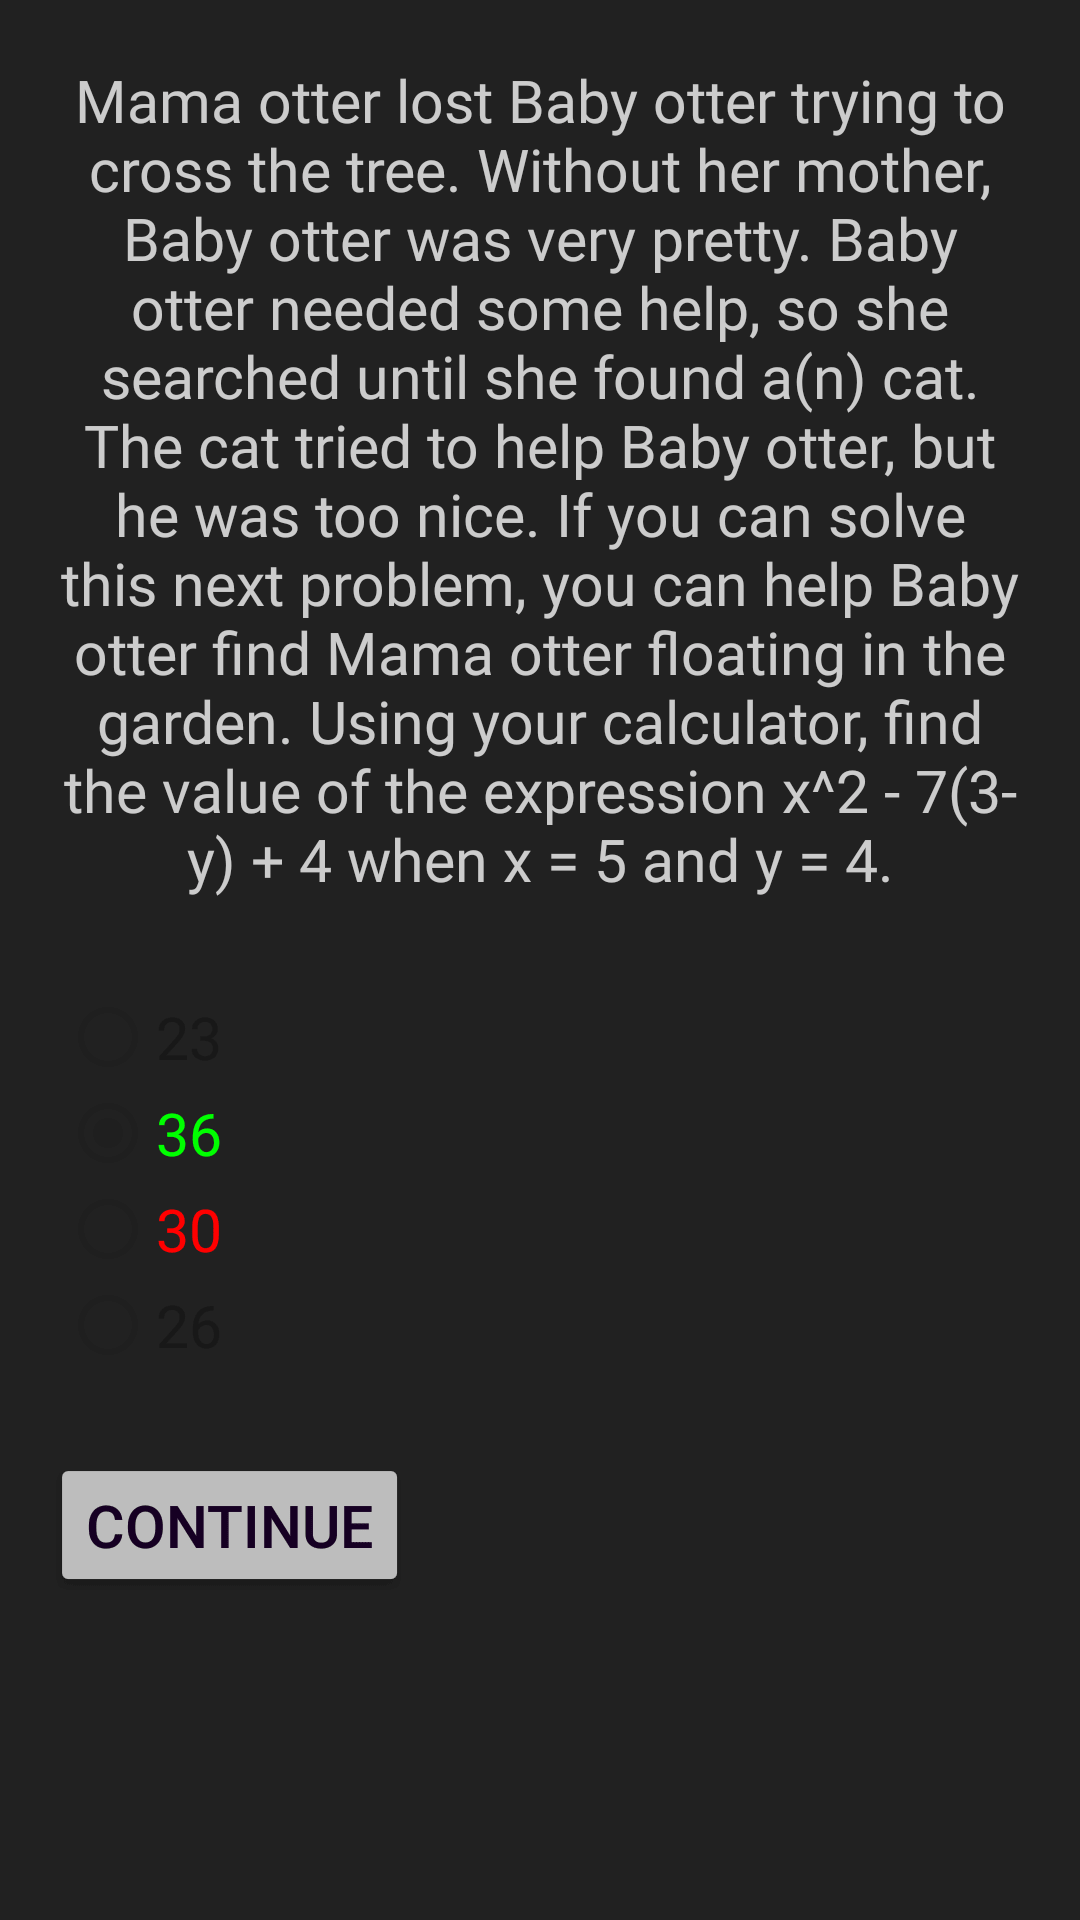 Mama otter lost Baby otter trying to
cross the tree. Without her mother,
Baby otter was very pretty. Baby
otter needed some help, so she
searched until she found a(n) cat.
The cat tried to help Baby otter, but
he was too nice. If you can solve
this next problem, you can help Baby
otter find Mama otter floating in the
garden. Using your calculator, find
the value of the expression x^2 - 7(3-
y) + 4 when x = 5 and y = 4.
23
36
30
26
CONTINUE